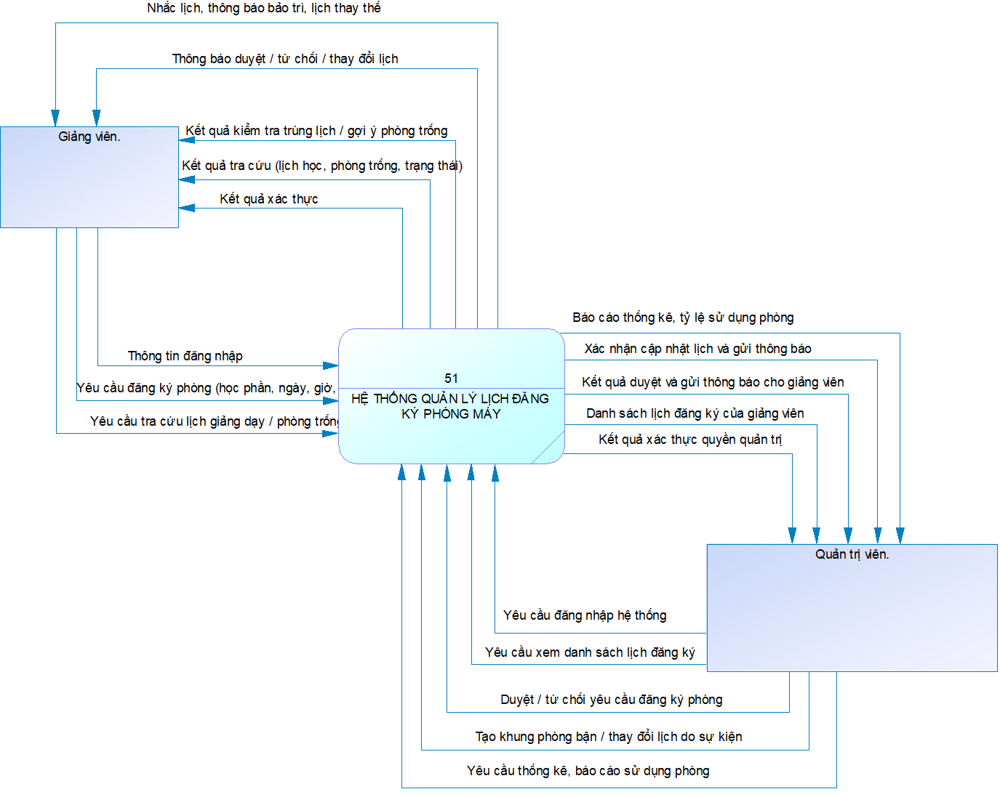 Nhắc lịch, thông báo bảo trì, lịch thay thế
Thông báo duyệt / từ chối / thay đổi lịch
Giảng viên.
Kết quả kiểm tra trùng lịch / gợi ý phòng trống
Kết quả tra cứu (lịch học, phòng trống, trạng thái)
Kết quả xác thực
Thông tin đăng nhập
Yêu cầu đăng ký phòng (học phần, ngày, giờ,
Yêu cầu tra cứu lịch giảng dạy / phòng trống
51
HỆ THỐNG QUẢN LÝ LỊCH ĐĂNG
KÝ PHÒNG MÁY
Báo cáo thống kê, tỷ lệ sử dụng phòng
Xác nhận cập nhật lịch và gửi thông báo
Kết quả duyệt và gửi thông báo cho giảng viên
Danh sách lịch đăng ký của giảng viên
Kết quả xác thực quyền quản trị
Quản trị viên.
Yêu cầu đăng nhập hệ thống
Yêu cầu xem danh sách lịch đăng ký
Duyệt / từ chối yêu cầu đăng ký phòng
Tạo khung phòng bận / thay đổi lịch do sự kiện
Yêu cầu thống kê, báo cáo sử dụng phòng